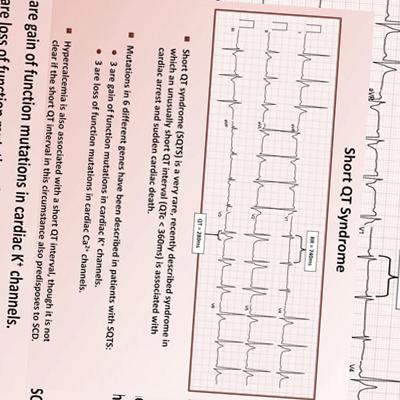 aVR
V4
Short QT Syndrome
RR = 740ms
QT = 280ms
Short QT syndrome (SQTS) is a very rare, recently described syndrome in
which an unusually short QT interval (QTc < 360ms) is associated with
cardiac arrest and sudden cardiac death.
Mutations in 6 different genes have been described in patients with SQTS:
3 are gain of function mutations in cardiac K⁺ channels.
3 are loss of function mutations in cardiac Ca²⁺ channels.
Hypercalcemia is also associated with a short QT interval, though it is not
clear if the short QT interval in this circumstance also predisposes to SCD.
are gain of function mutations in cardiac K⁺ channels.
are loss of function